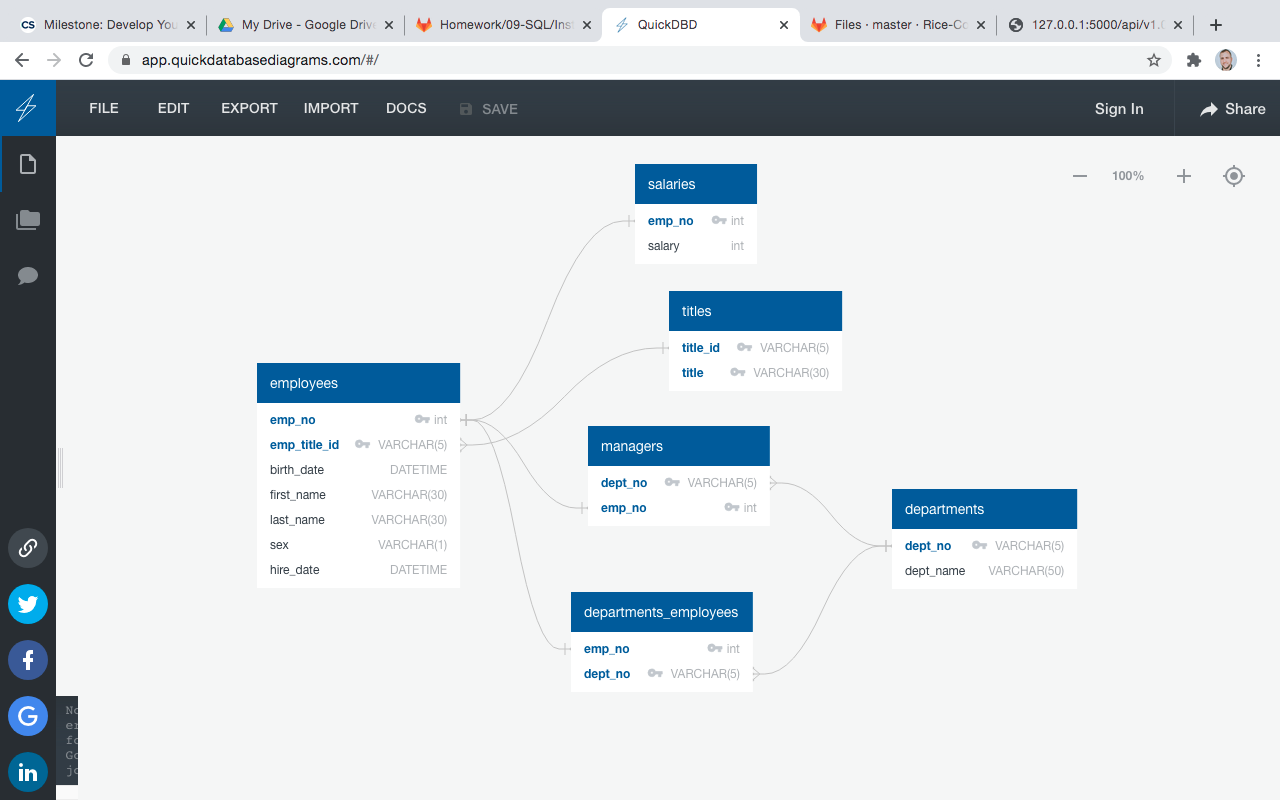 CS Milestone: Develop You
My Drive - Google Drive
Homework/09-SQL/Ins
QuickDBD
Files · master · Rice-Co
127.0.0.1:5000/api/v1.0
app.quickdatabasediagrams.com/#/
FILE EDIT EXPORT IMPORT DOCS SAVE Sign In Share
100%
salaries
emp_no int
salary int
titles
title_id VARCHAR(5)
title VARCHAR(30)
employees
emp_no int
emp_title_id VARCHAR(5)
birth_date DATETIME
first_name VARCHAR(30)
last_name VARCHAR(30)
sex VARCHAR(1)
hire_date DATETIME
managers
dept_no VARCHAR(5)
emp_no int
departments
dept_no VARCHAR(5)
dept_name VARCHAR(50)
departments_employees
emp_no int
dept_no VARCHAR(5)